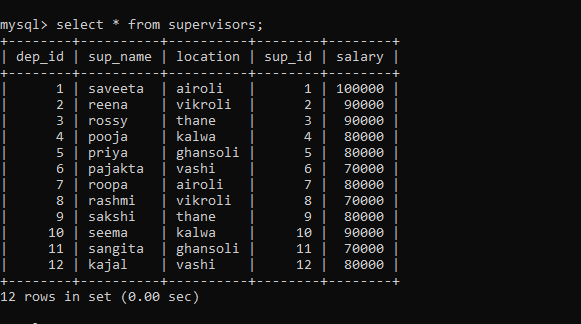 mysql> select * from supervisors;
+--------+----------+----------+--------+--------+
| dep_id | sup_name | location | sup_id | salary |
+--------+----------+----------+--------+--------+
|      1 | saveeta  | airoli   |      1 | 100000 |
|      2 | reena    | vikroli  |      2 |  90000 |
|      3 | rossy    | thane    |      3 |  90000 |
|      4 | pooja    | kalwa    |      4 |  80000 |
|      5 | priya    | ghansoli |      5 |  80000 |
|      6 | pajakta  | vashi    |      6 |  70000 |
|      7 | roopa    | airoli   |      7 |  80000 |
|      8 | rashmi   | vikroli  |      8 |  70000 |
|      9 | sakshi   | thane    |      9 |  80000 |
|     10 | seema    | kalwa    |     10 |  90000 |
|     11 | sangita  | ghansoli |     11 |  70000 |
|     12 | kajal    | vashi    |     12 |  80000 |
+--------+----------+----------+--------+--------+
12 rows in set (0.00 sec)